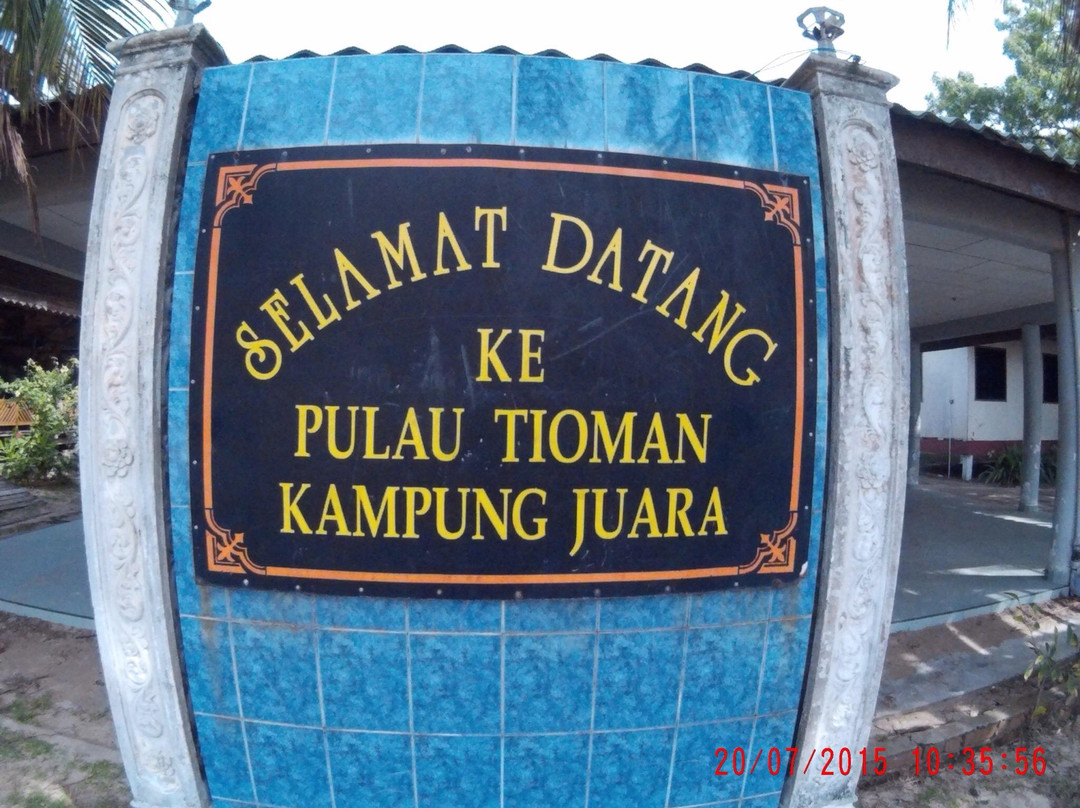 SELAMAT DATANG
KE
PULAU TIOMAN
KAMPUNG JUARA
20/07/2015 10:35:56